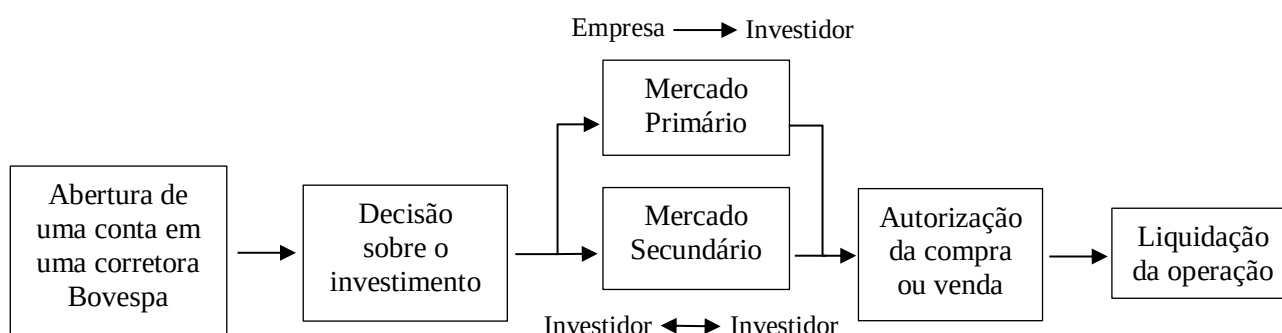 Empresa Investidor
Mercado
Primário
Abertura de
uma conta em
uma corretora
Bovespa
Decisão
sobre o
investimento
Mercado
Secundário
Autorização
da compra
ou venda
Liquidação
da operação
Investidor Investidor